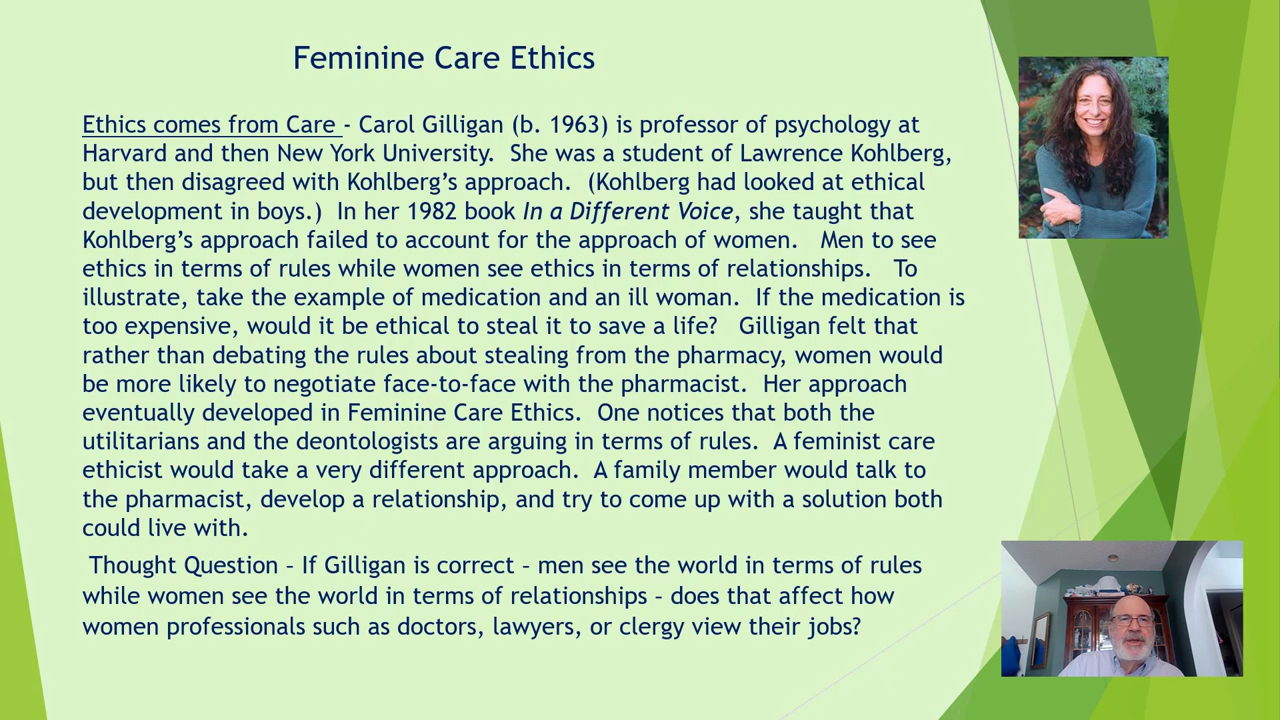 Feminine Care Ethics
Ethics comes from Care - Carol Gilligan (b. 1963) is professor of psychology at
Harvard and then New York University.  She was a student of Lawrence Kohlberg,
but then disagreed with Kohlberg's approach.  (Kohlberg had looked at ethical
development in boys.)  In her 1982 book In a Different Voice, she taught that
Kohlberg's approach failed to account for the approach of women.   Men to see
ethics in terms of rules while women see ethics in terms of relationships.   To
illustrate, take the example of medication and an ill woman.  If the medication is
too expensive, would it be ethical to steal it to save a life?   Gilligan felt that
rather than debating the rules about stealing from the pharmacy, women would
be more likely to negotiate face-to-face with the pharmacist.  Her approach
eventually developed in Feminine Care Ethics.  One notices that both the
utilitarians and the deontologists are arguing in terms of rules.  A feminist care
ethicist would take a very different approach.  A family member would talk to
the pharmacist, develop a relationship, and try to come up with a solution both
could live with.
Thought Question – If Gilligan is correct – men see the world in terms of rules
while women see the world in terms of relationships – does that affect how
women professionals such as doctors, lawyers, or clergy view their jobs?